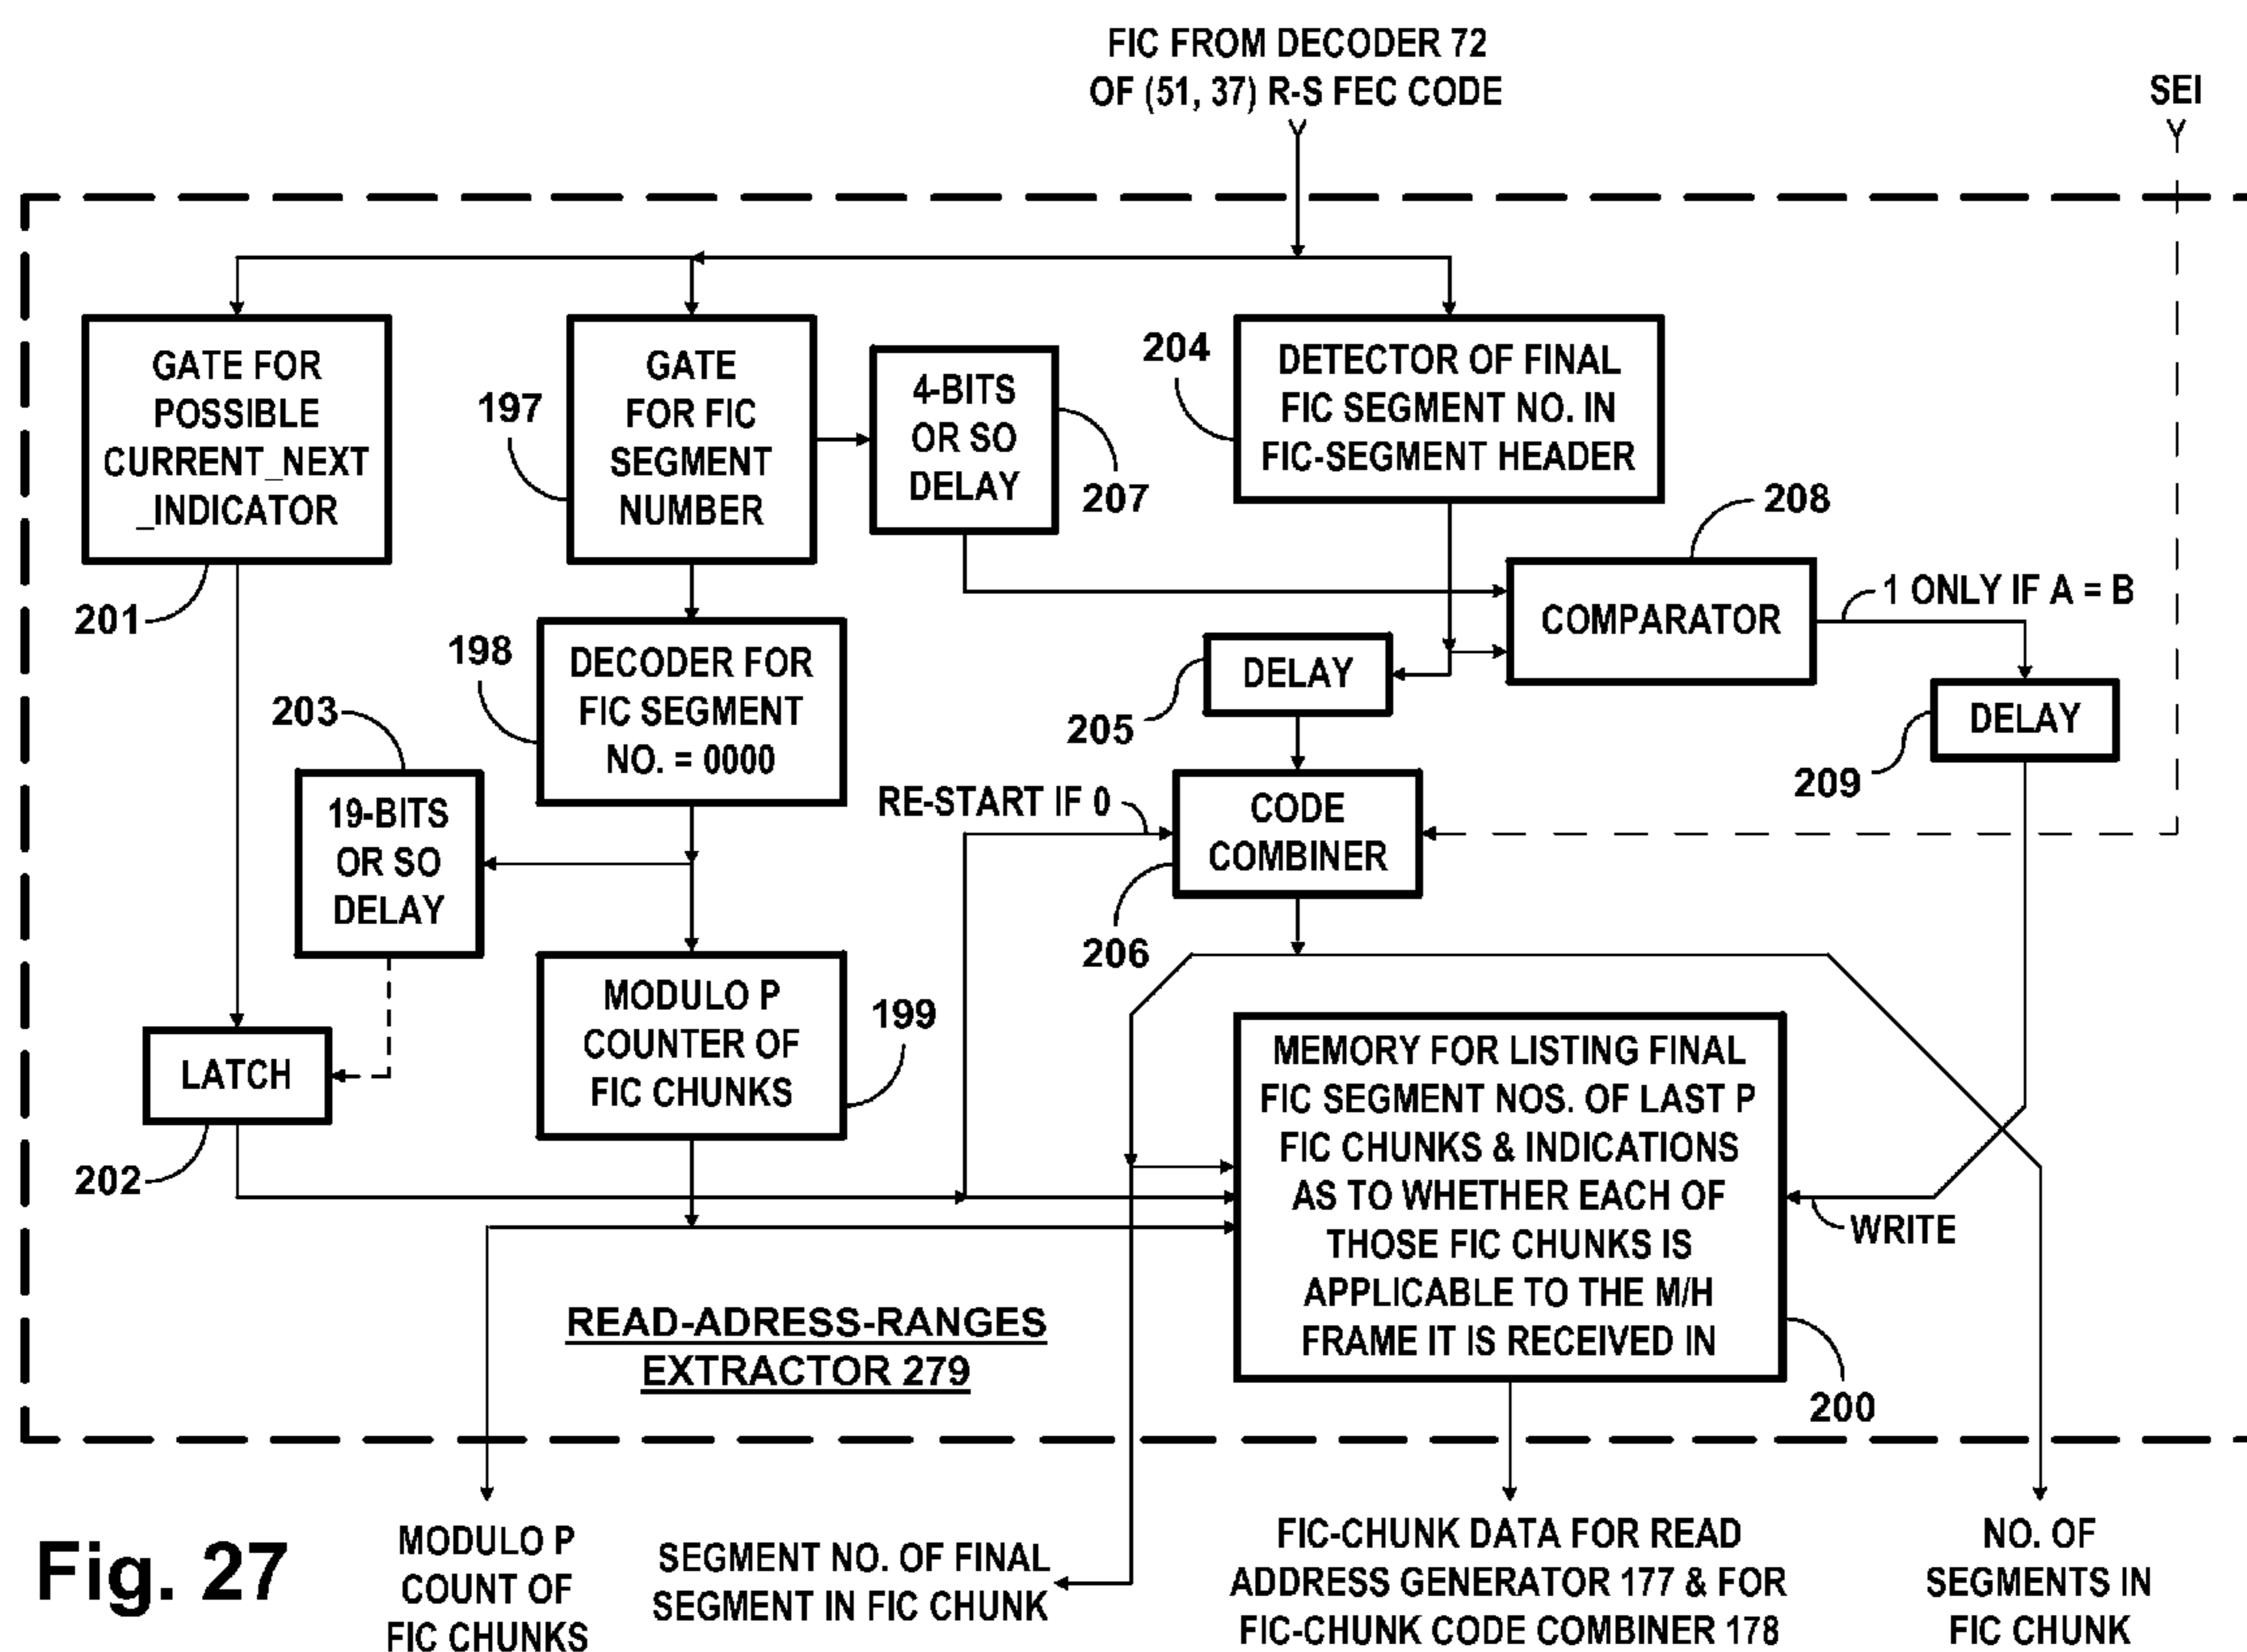 FIC FROM DECODER 72
OF (51, 37) R-S FEC CODE
SEI
GATE FOR
POSSIBLE
CURRENT_NEXT
_INDICATOR
201
197
GATE
FOR FIC
SEGMENT
NUMBER
4-BITS
OR SO
DELAY
207
204
DETECTOR OF FINAL
FIC SEGMENT NO. IN
FIC-SEGMENT HEADER
208
COMPARATOR
1 ONLY IF A = B
198
DECODER FOR
FIC SEGMENT
NO. = 0000
205
DELAY
DELAY
209
203
19-BITS
OR SO
DELAY
RE-START IF 0
CODE
COMBINER
206
MODULO P
COUNTER OF
FIC CHUNKS
199
LATCH
202
MEMORY FOR LISTING FINAL
FIC SEGMENT NOS. OF LAST P
FIC CHUNKS & INDICATIONS
AS TO WHETHER EACH OF
THOSE FIC CHUNKS IS
APPLICABLE TO THE M/H
FRAME IT IS RECEIVED IN
WRITE
200
READ-ADRESS-RANGES
EXTRACTOR 279
Fig. 27
MODULO P
COUNT OF
FIC CHUNKS
SEGMENT NO. OF FINAL
SEGMENT IN FIC CHUNK
FIC-CHUNK DATA FOR READ
ADDRESS GENERATOR 177 & FOR
FIC-CHUNK CODE COMBINER 178
NO. OF
SEGMENTS IN
FIC CHUNK